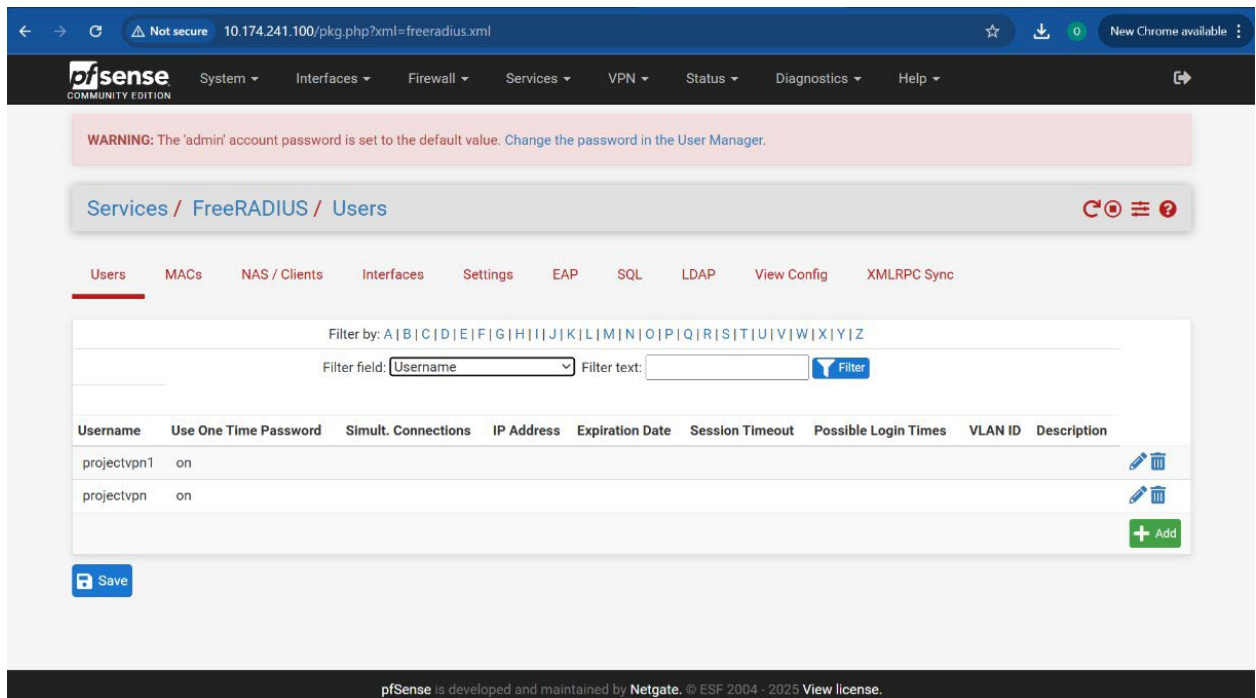 Not secure 10.174.241.100/pkg.php?xml=freeradius.xml 0 New Chrome available
pfsense System Interfaces Firewall Services VPN Status Diagnostics Help
COMMUNITY EDITION
WARNING: The 'admin' account password is set to the default value. Change the password in the User Manager.
Services / FreeRADIUS / Users
Users MACs NAS / Clients Interfaces Settings EAP SQL LDAP View Config XMLRPC Sync
Filter by: A | B | C | D | E | F | G | H | I | J | K | L | M | N | O | P | Q | R | S | T | U | V | W | X | Y | Z
Filter field: Username Filter text: Filter
Username Use One Time Password Simult. Connections IP Address Expiration Date Session Timeout Possible Login Times VLAN ID Description
projectvpn1 on
projectvpn on
+ Add
Save
pfSense is developed and maintained by Netgate. © ESF 2004 - 2025 View license.